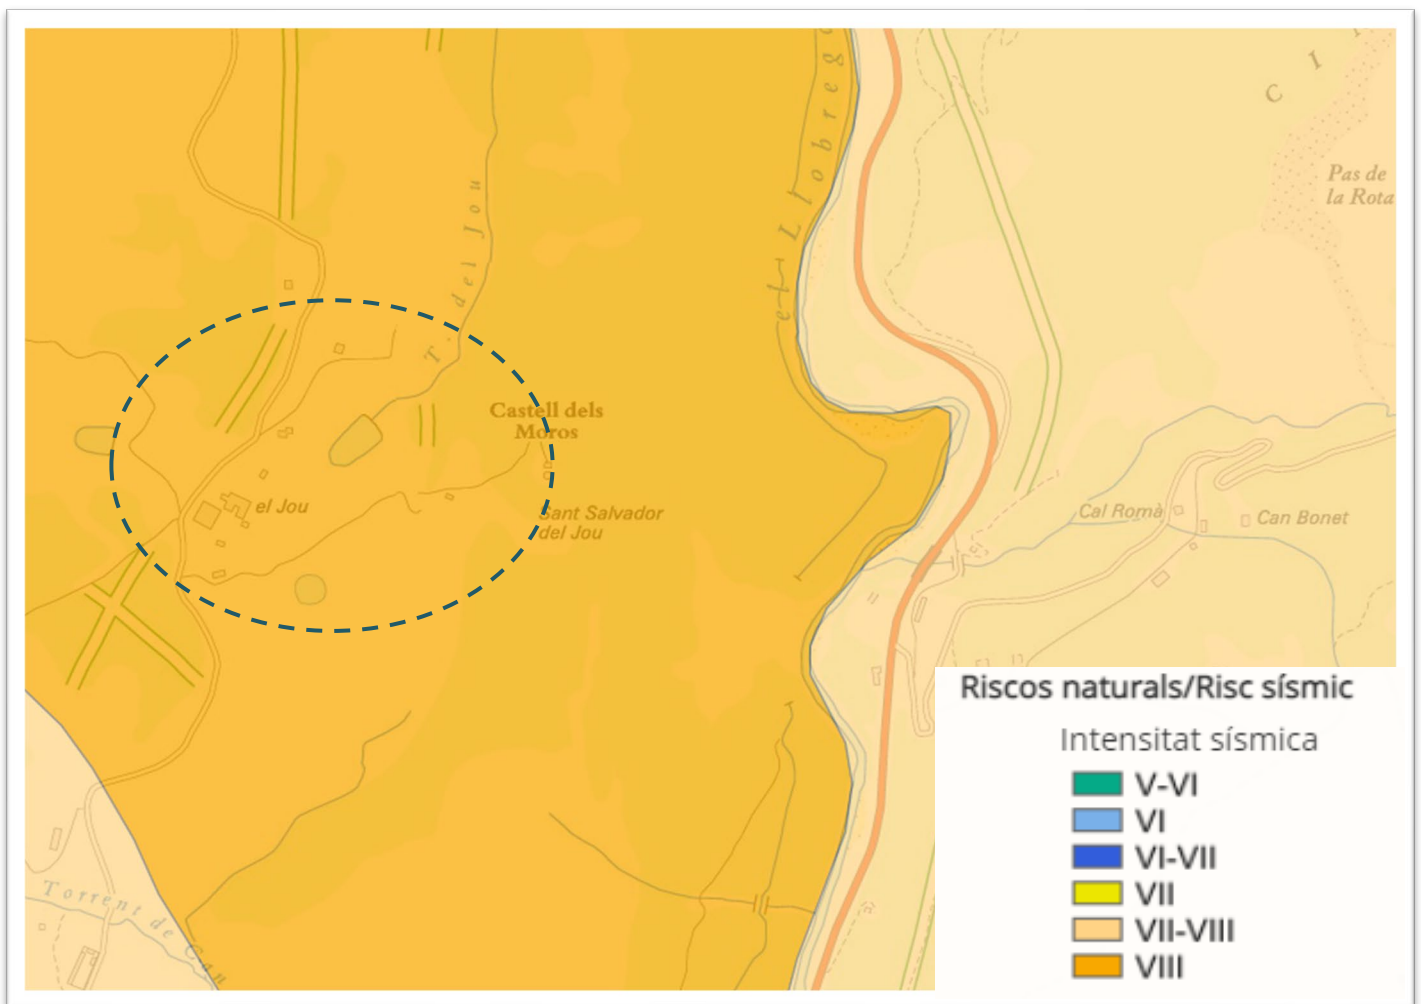 C I
el Llobreg
Pas de
la Rota
T. del Jou
Castell dels
Moros
el Jou
Sant Salvador
del Jou
Cal Romà
Can Bonet
Torrent de Can
Riscos naturals/Risc sísmic
Intensitat sísmica
V-VI
VI
VI-VII
VII
VII-VIII
VIII